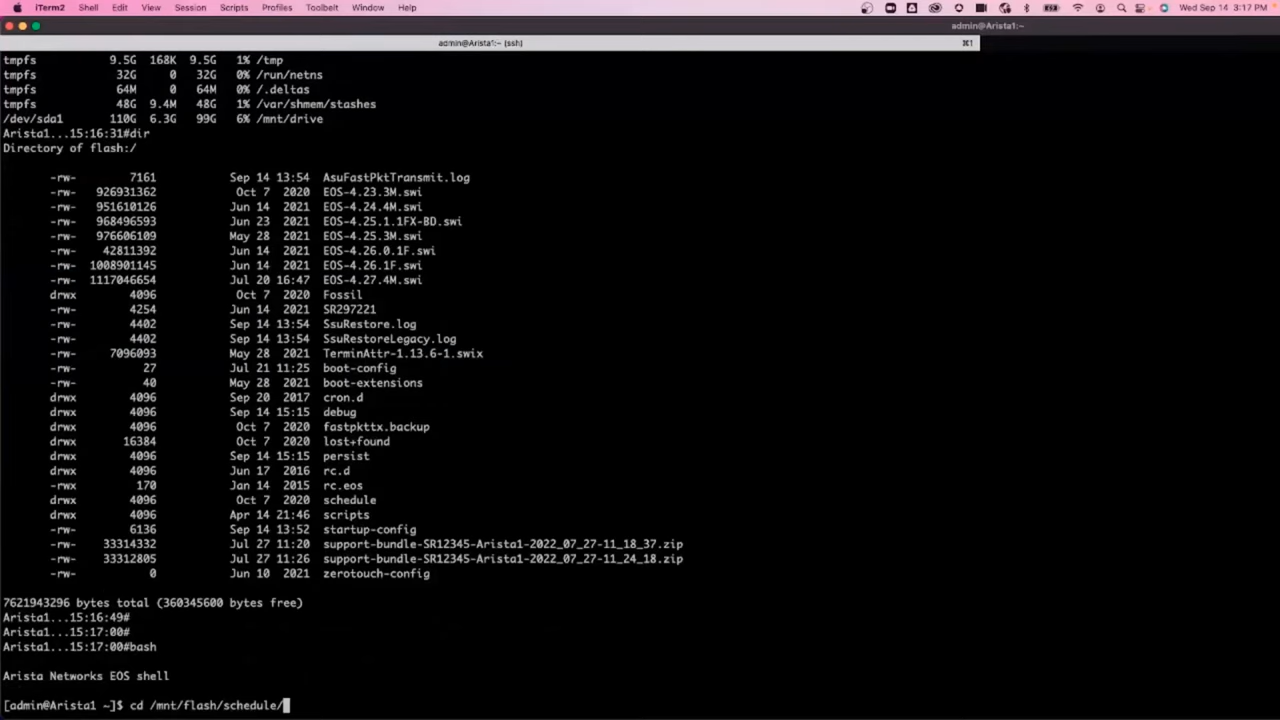 iTerm2 Shell Edit View Session Scripts Profiles Toolbelt Window Help Wed Sep 14 3:17 PM
admin@Arista1:~
admin@Arista1:~ (ssh) ⌘1
tmpfs 9.5G 168K 9.5G 1% /tmp
tmpfs 32G 0 32G 0% /run/netns
tmpfs 64M 0 64M 0% /.deltas
tmpfs 48G 9.4M 48G 1% /var/shmem/stashes
/dev/sda1 110G 6.3G 99G 6% /mnt/drive
Arista1...15:16:31#dir
Directory of flash:/
-rw- 7161 Sep 14 13:54 AsuFastPktTransmit.log
-rw- 926931362 Oct 7 2020 EOS-4.23.3M.swi
-rw- 951610126 Jun 14 2021 EOS-4.24.4M.swi
-rw- 968496593 Jun 23 2021 EOS-4.25.1.1FX-BD.swi
-rw- 976606109 May 28 2021 EOS-4.25.3M.swi
-rw- 42811392 Jun 14 2021 EOS-4.26.0.1F.swi
-rw- 1008901145 Jun 14 2021 EOS-4.26.1F.swi
-rw- 1117046654 Jul 20 16:47 EOS-4.27.4M.swi
drwx 4096 Oct 7 2020 Fossil
-rw- 4254 Jun 14 2021 SR297221
-rw- 4402 Sep 14 13:54 SsuRestore.log
-rw- 4402 Sep 14 13:54 SsuRestoreLegacy.log
-rw- 7096093 May 28 2021 TerminAttr-1.13.6-1.swix
-rw- 27 Jul 21 11:25 boot-config
-rw- 40 May 28 2021 boot-extensions
drwx 4096 Sep 20 2017 cron.d
drwx 4096 Sep 14 15:15 debug
drwx 4096 Oct 7 2020 fastpkttx.backup
drwx 16384 Oct 7 2020 lost+found
drwx 4096 Sep 14 15:15 persist
drwx 4096 Jun 17 2016 rc.d
-rwx 170 Jan 14 2015 rc.eos
drwx 4096 Oct 7 2020 schedule
drwx 4096 Apr 14 21:46 scripts
-rw- 6136 Sep 14 13:52 startup-config
-rw- 33314332 Jul 27 11:20 support-bundle-SR12345-Arista1-2022_07_27-11_18_37.zip
-rw- 33312805 Jul 27 11:26 support-bundle-SR12345-Arista1-2022_07_27-11_24_18.zip
-rw- 0 Jun 10 2021 zerotouch-config
7621943296 bytes total (360345600 bytes free)
Arista1...15:16:49#
Arista1...15:17:00#
Arista1...15:17:00#bash
Arista Networks EOS shell
[admin@Arista1 ~]$ cd /mnt/flash/schedule/